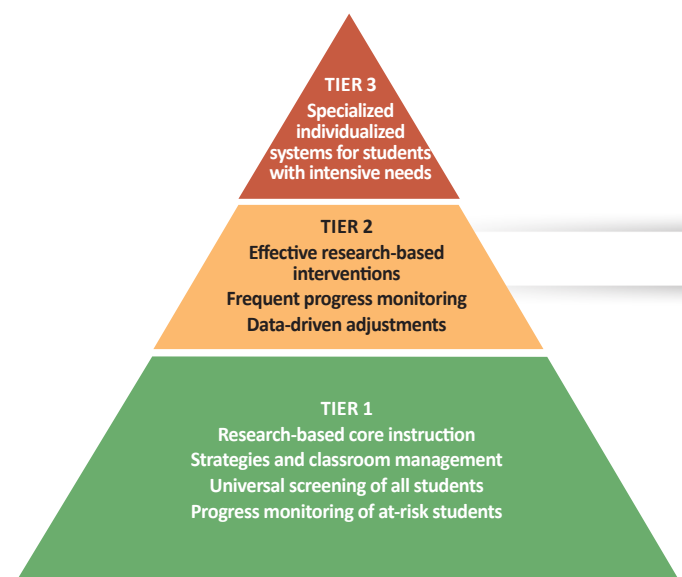 TIER 3
Specialized
individualized
systems for students
with intensive needs
TIER 2
Effective research-based
interventions
Frequent progress monitoring
Data-driven adjustments
TIER 1
Research-based core instruction
Strategies and classroom management
Universal screening of all students
Progress monitoring of at-risk students